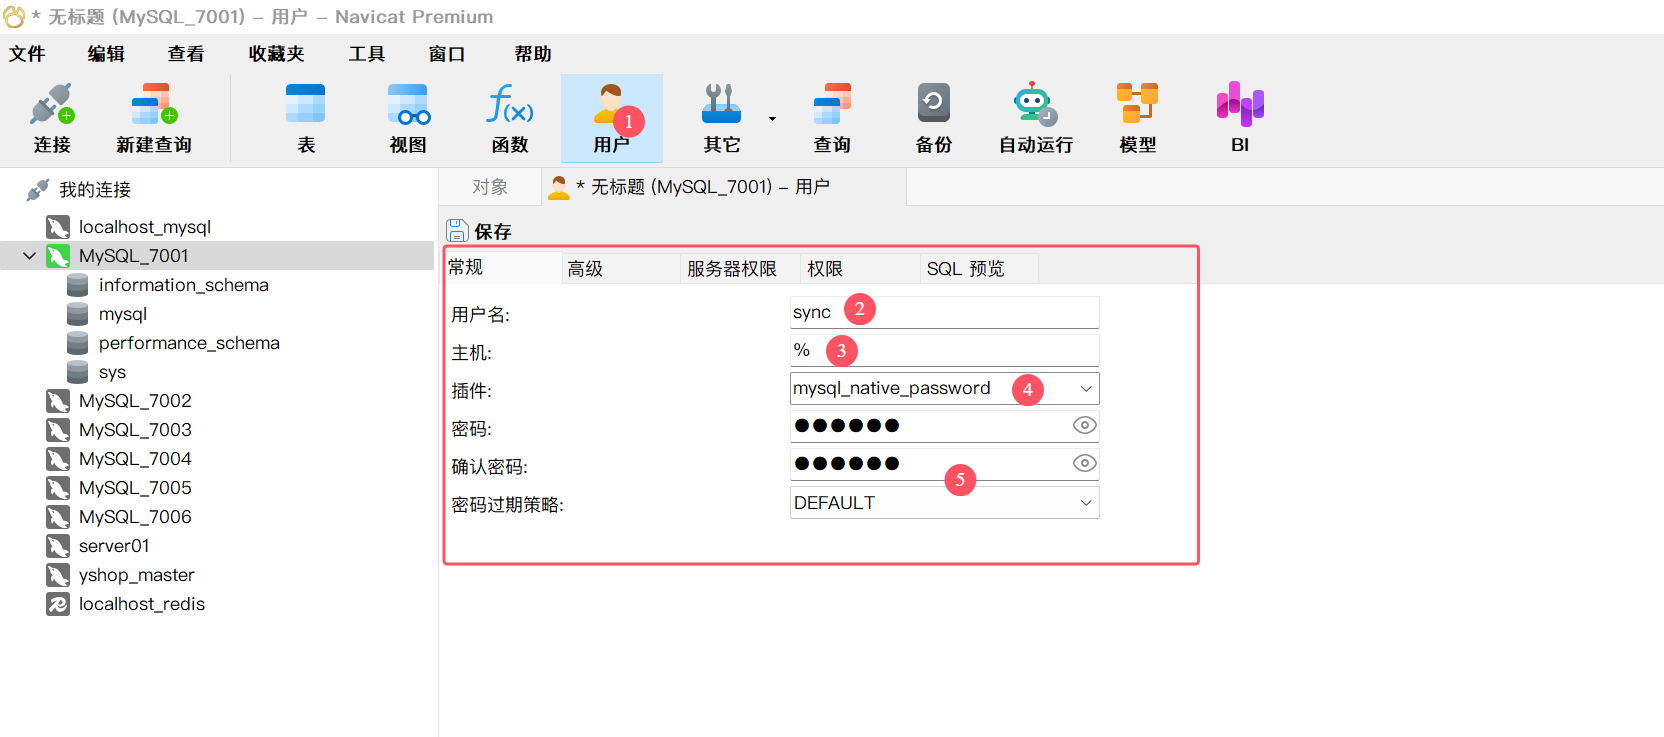 * 无标题 (MySQL_7001) – 用户 – Navicat Premium
文件 编辑 查看 收藏夹 工具 窗口 帮助
连接 新建查询 表 视图 函数 用户 其它 查询 备份 自动运行 模型 BI
f(x)
1
我的连接
localhost_mysql
MySQL_7001
information_schema
mysql
performance_schema
sys
MySQL_7002
MySQL_7003
MySQL_7004
MySQL_7005
MySQL_7006
server01
yshop_master
localhost_redis
对象 * 无标题 (MySQL_7001) – 用户
保存
常规 高级 服务器权限 权限 SQL 预览
用户名: sync 2
主机: % 3
插件: mysql_native_password 4
密码: ●●●●●●
确认密码: ●●●●●●
5
密码过期策略: DEFAULT